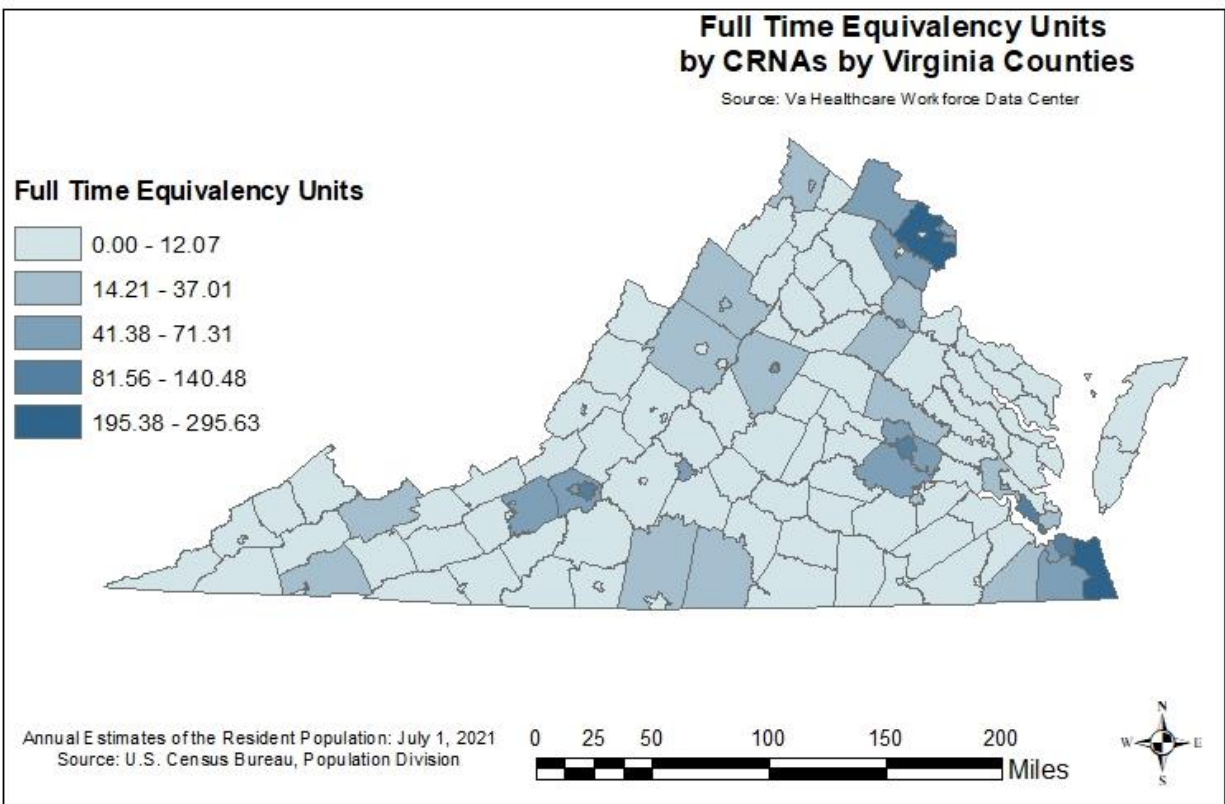 Full Time Equivalency Units
by CRNAs by Virginia Counties
Source: Va Healthcare Workforce Data Center
Full Time Equivalency Units
0.00 - 12.07
14.21 - 37.01
41.38 - 71.31
81.56 - 140.48
195.38 - 295.63
Annual Estimates of the Resident Population: July 1, 2021
Source: U.S. Census Bureau, Population Division
0 25 50 100 150 200
Miles
N
W E
S